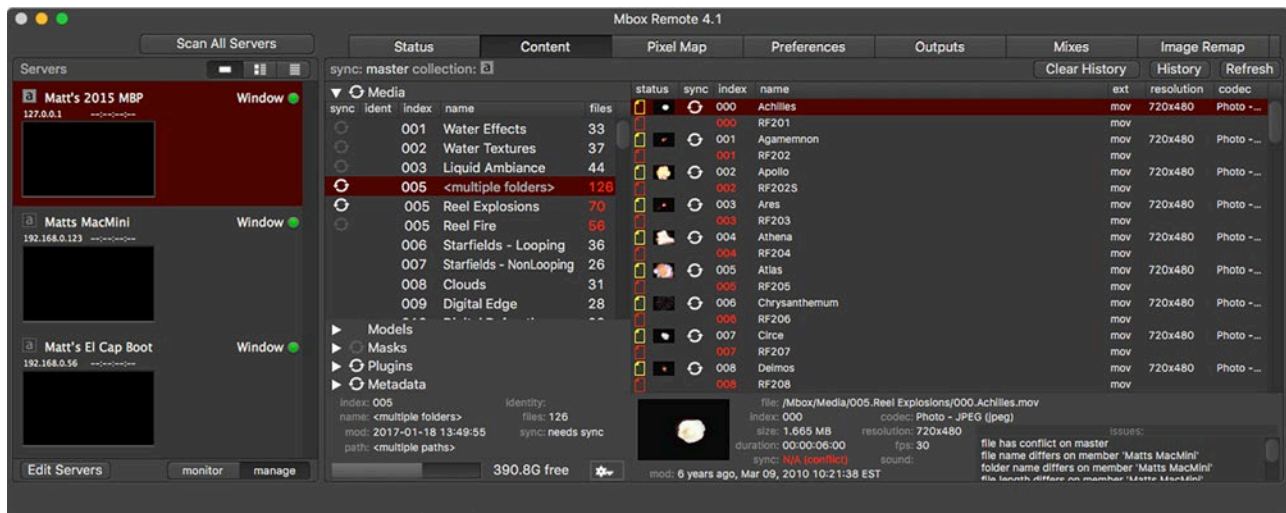 Mbox Remote 4.1
Scan All Servers
Status Content Pixel Map Preferences Outputs Mixes Image Remap
Servers
sync: master collection: a
Clear History History Refresh
a Matt's 2015 MBP Window
127.0.0.1 --:--:--:--
a Matts MacMini Window
192.168.0.123 --:--:--:--
a Matt's El Cap Boot Window
192.168.0.56 --:--:--:--
Edit Servers monitor manage
Media
sync ident index name files
001 Water Effects 33
002 Water Textures 37
003 Liquid Ambiance 44
005 <multiple folders> 126
005 Reel Explosions 70
005 Reel Fire 56
006 Starfields - Looping 36
007 Starfields - NonLooping 26
008 Clouds 31
009 Digital Edge 28
Models
Masks
Plugins
Metadata
index: 005 identity:
name: <multiple folders> files: 126
mod: 2017-01-18 13:49:55 sync: needs sync
path: <multiple paths>
390.8G free
status sync index name ext resolution codec
000 Achilles mov 720x480 Photo -...
000 RF201 mov
001 Agamemnon mov 720x480 Photo -...
001 RF202 mov
002 Apollo mov 720x480 Photo -...
002 RF202S mov
003 Ares mov 720x480 Photo -...
003 RF203 mov
004 Athena mov 720x480 Photo -...
004 RF204 mov
005 Atlas mov 720x480 Photo -...
005 RF205 mov
006 Chrysanthemum mov 720x480 Photo -...
006 RF206 mov
007 Circe mov 720x480 Photo -...
007 RF207 mov
008 Deimos mov 720x480 Photo -...
008 RF208 mov
file: /Mbox/Media/005.Reel Explosions/000.Achilles.mov
index: 000 codec: Photo - JPEG (jpeg)
size: 1.665 MB resolution: 720x480
duration: 00:00:06:00 fps: 30
sync: N/A (conflict) sound:
mod: 6 years ago, Mar 09, 2010 10:21:38 EST
issues:
file has conflict on master
file name differs on member 'Matts MacMini'
folder name differs on member 'Matts MacMini'
file length differs on member 'Matts MacMini'